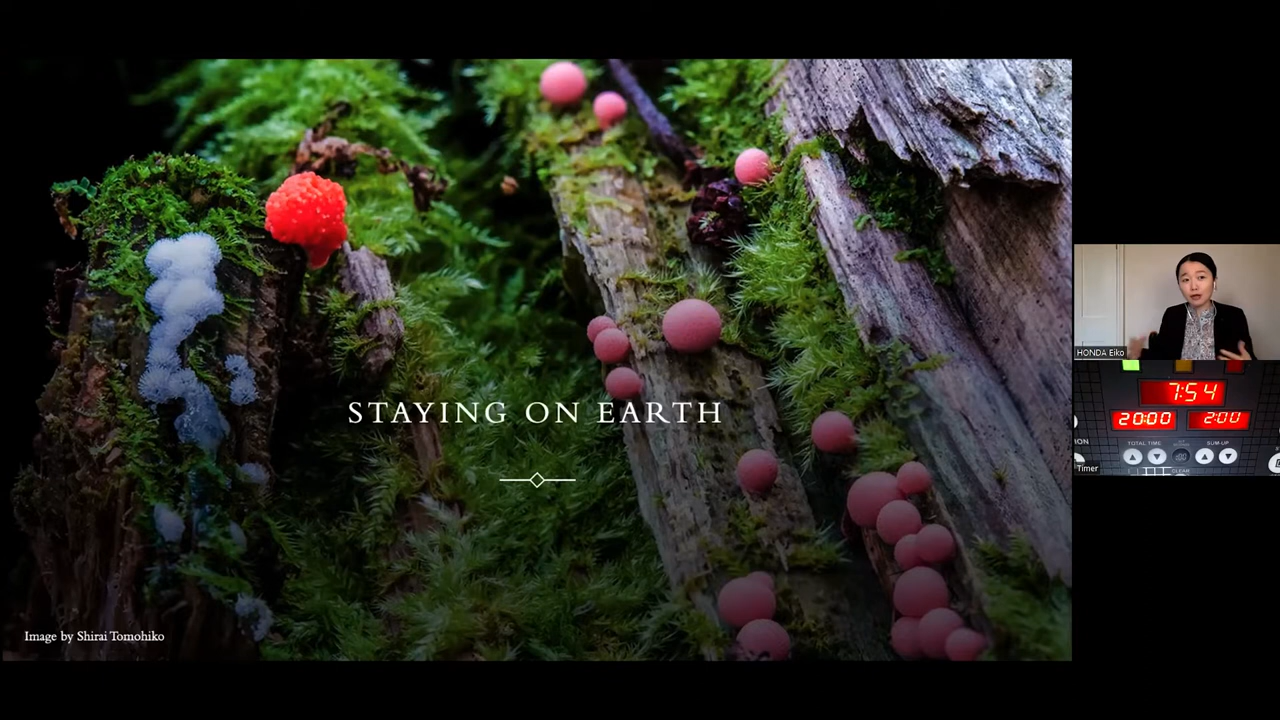 STAYING ON EARTH
Image by Shirai Tomohiko
HONDA Eiko
7:54
20:00
2:00
TOTAL TIME
SUM-UP
CLEAR
Timer